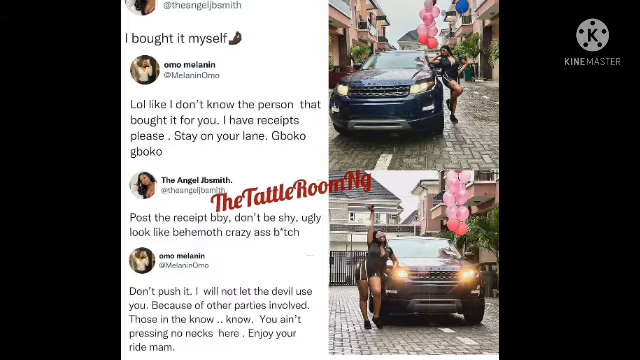 @theangeljbsmith
I bought it myself
omo melanin
@MelaninOmo
Lol like I don't know the person that
bought it for you. I have receipts
please . Stay on your lane. Gboko
gboko
The Angel Jbsmith.
@theangeljbsmith
TheTattleRoomNg
Post the receipt bby, don't be shy, ugly
look like behemoth crazy ass b*tch
omo melanin
@MelaninOmo
Don't push it. I will not let the devil use
you. Because of other parties involved.
Those in the know .. know. You ain't
pressing no necks here . Enjoy your
ride mam.
KINEMASTER